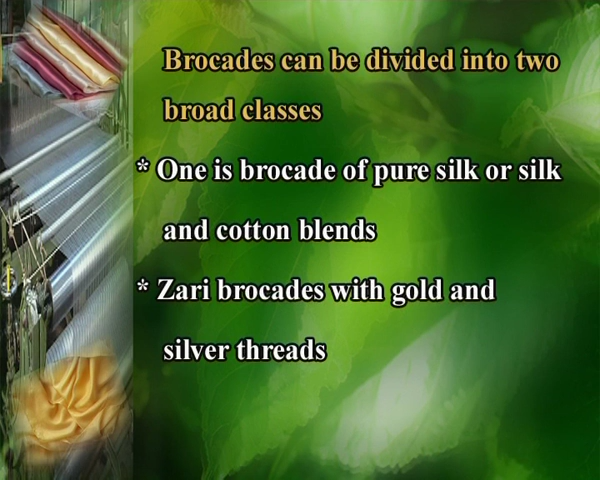 Brocades can be divided into two
broad classes
* One is brocade of pure silk or silk
and cotton blends
* Zari brocades with gold and
silver threads